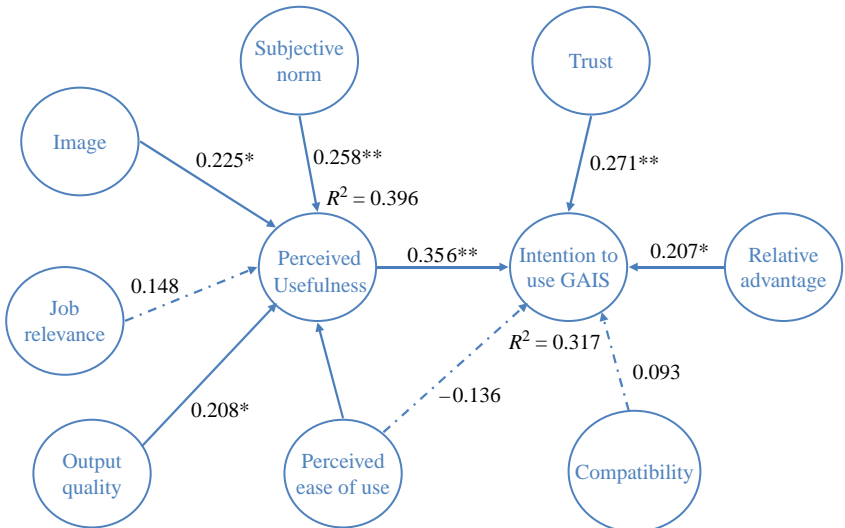 Subjective
norm
Trust
Image
0.225*
0.258**
0.271**
R² = 0.396
Perceived
Usefulness
0.356**
Intention to
use GAIS
0.207*
Relative
advantage
0.148
Job
relevance
R² = 0.317
0.093
−0.136
0.208*
Output
quality
Perceived
ease of use
Compatibility